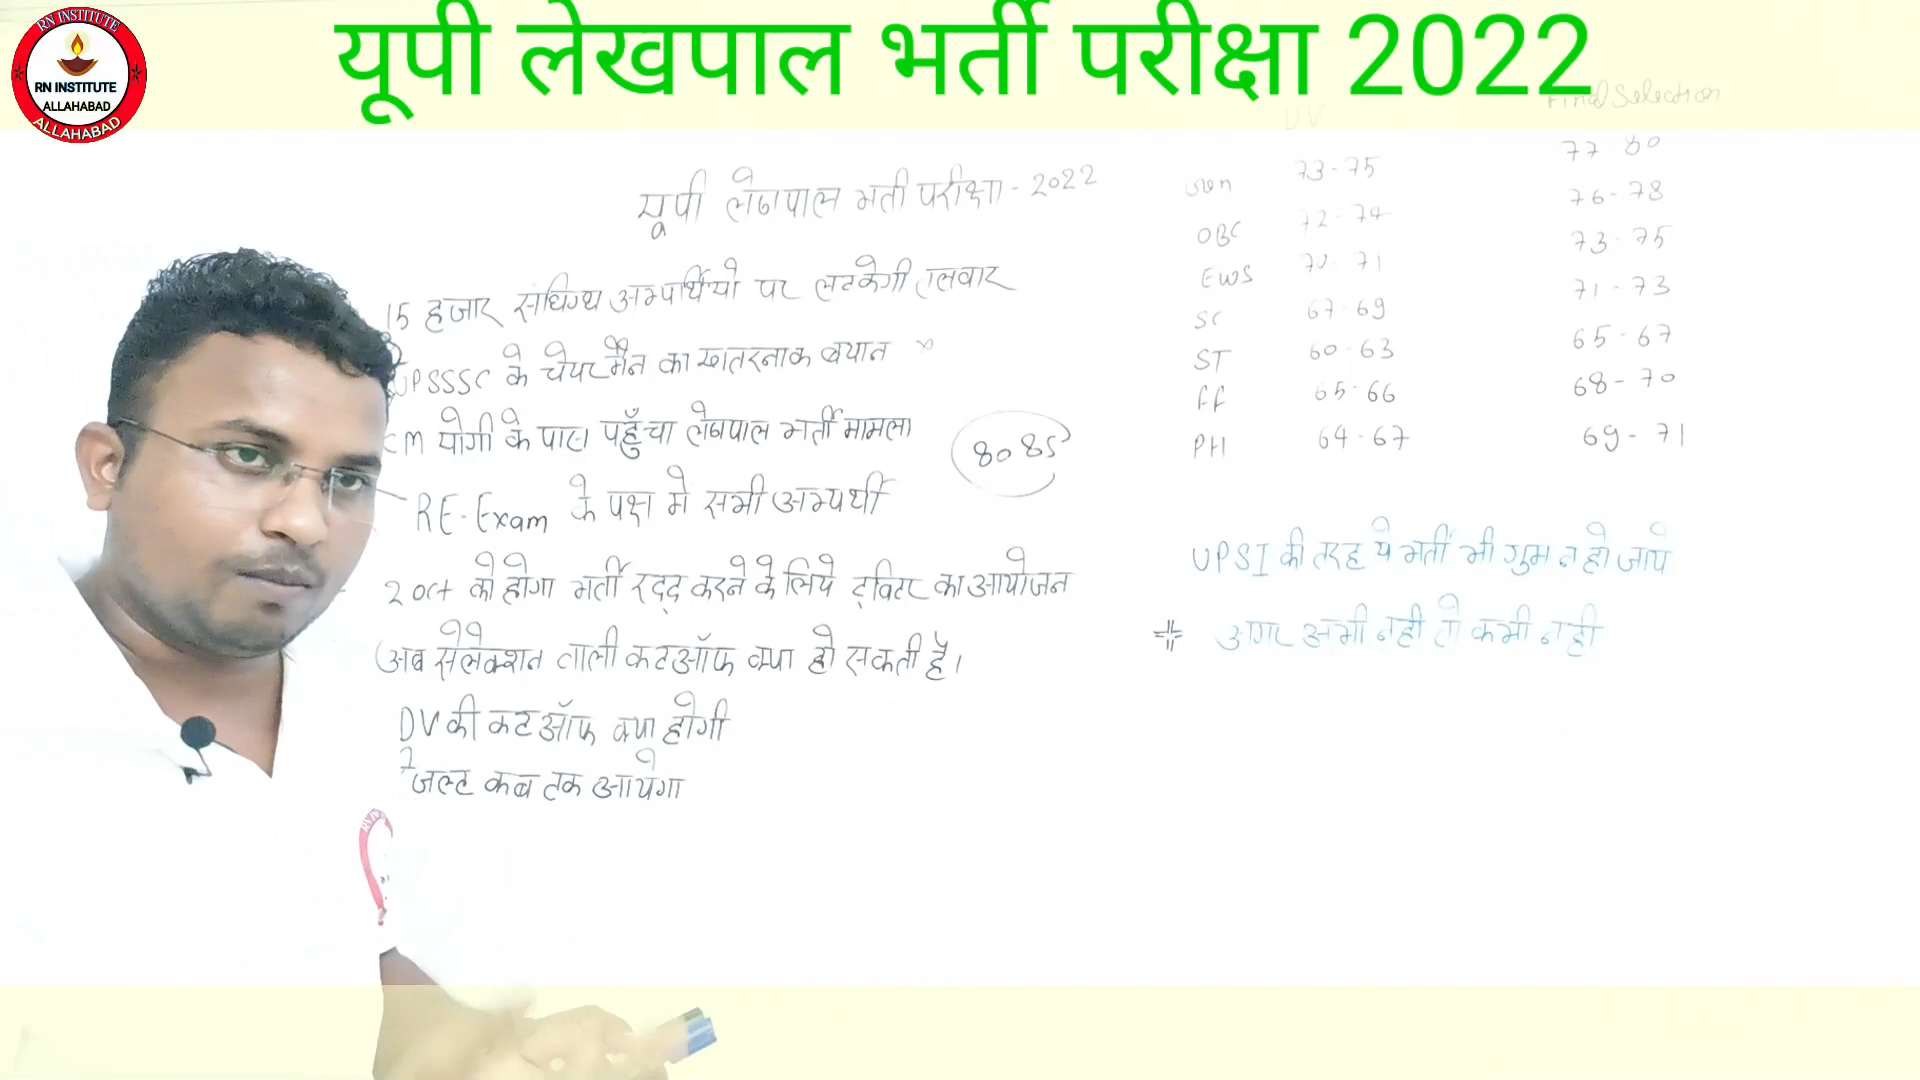 यूपी लेखपाल भर्ती परीक्षा 2022
RN INSTITUTE
RN INSTITUTE
ALLAHABAD
ALLAHABAD
यूपी लेखपाल भर्ती परीक्षा - 2022
15 हजार संधिग्ध अभ्यर्थियो पर लटकेगी तलवार
UPSSSC के चेयरमैन का खतरनाक बयान
CM योगी के पास पहुँचा लेखपाल भर्ती मामला
80 85
RE-Exam के पक्ष मे सभी अभ्यर्थी
2 oct को होगा भर्ती रद्द करने के लिये ट्विटर का आयोजन
अब सेलेक्शन वाली कटऑफ क्या हो सकती है।
DV की कटऑफ क्या होगी
जल्ट कब तक आयेगा
DV Final Selection
Gen 73-75 77 80
OBC 72-74 76-78
EWS 70-71 73-75
SC 67-69 71-73
ST 60-63 65-67
FF 65-66 68-70
PH 64-67 69-71
UPSI की तरह ये भर्ती भी गुम न हो जाये
अगर अभी नही तो कभी नही